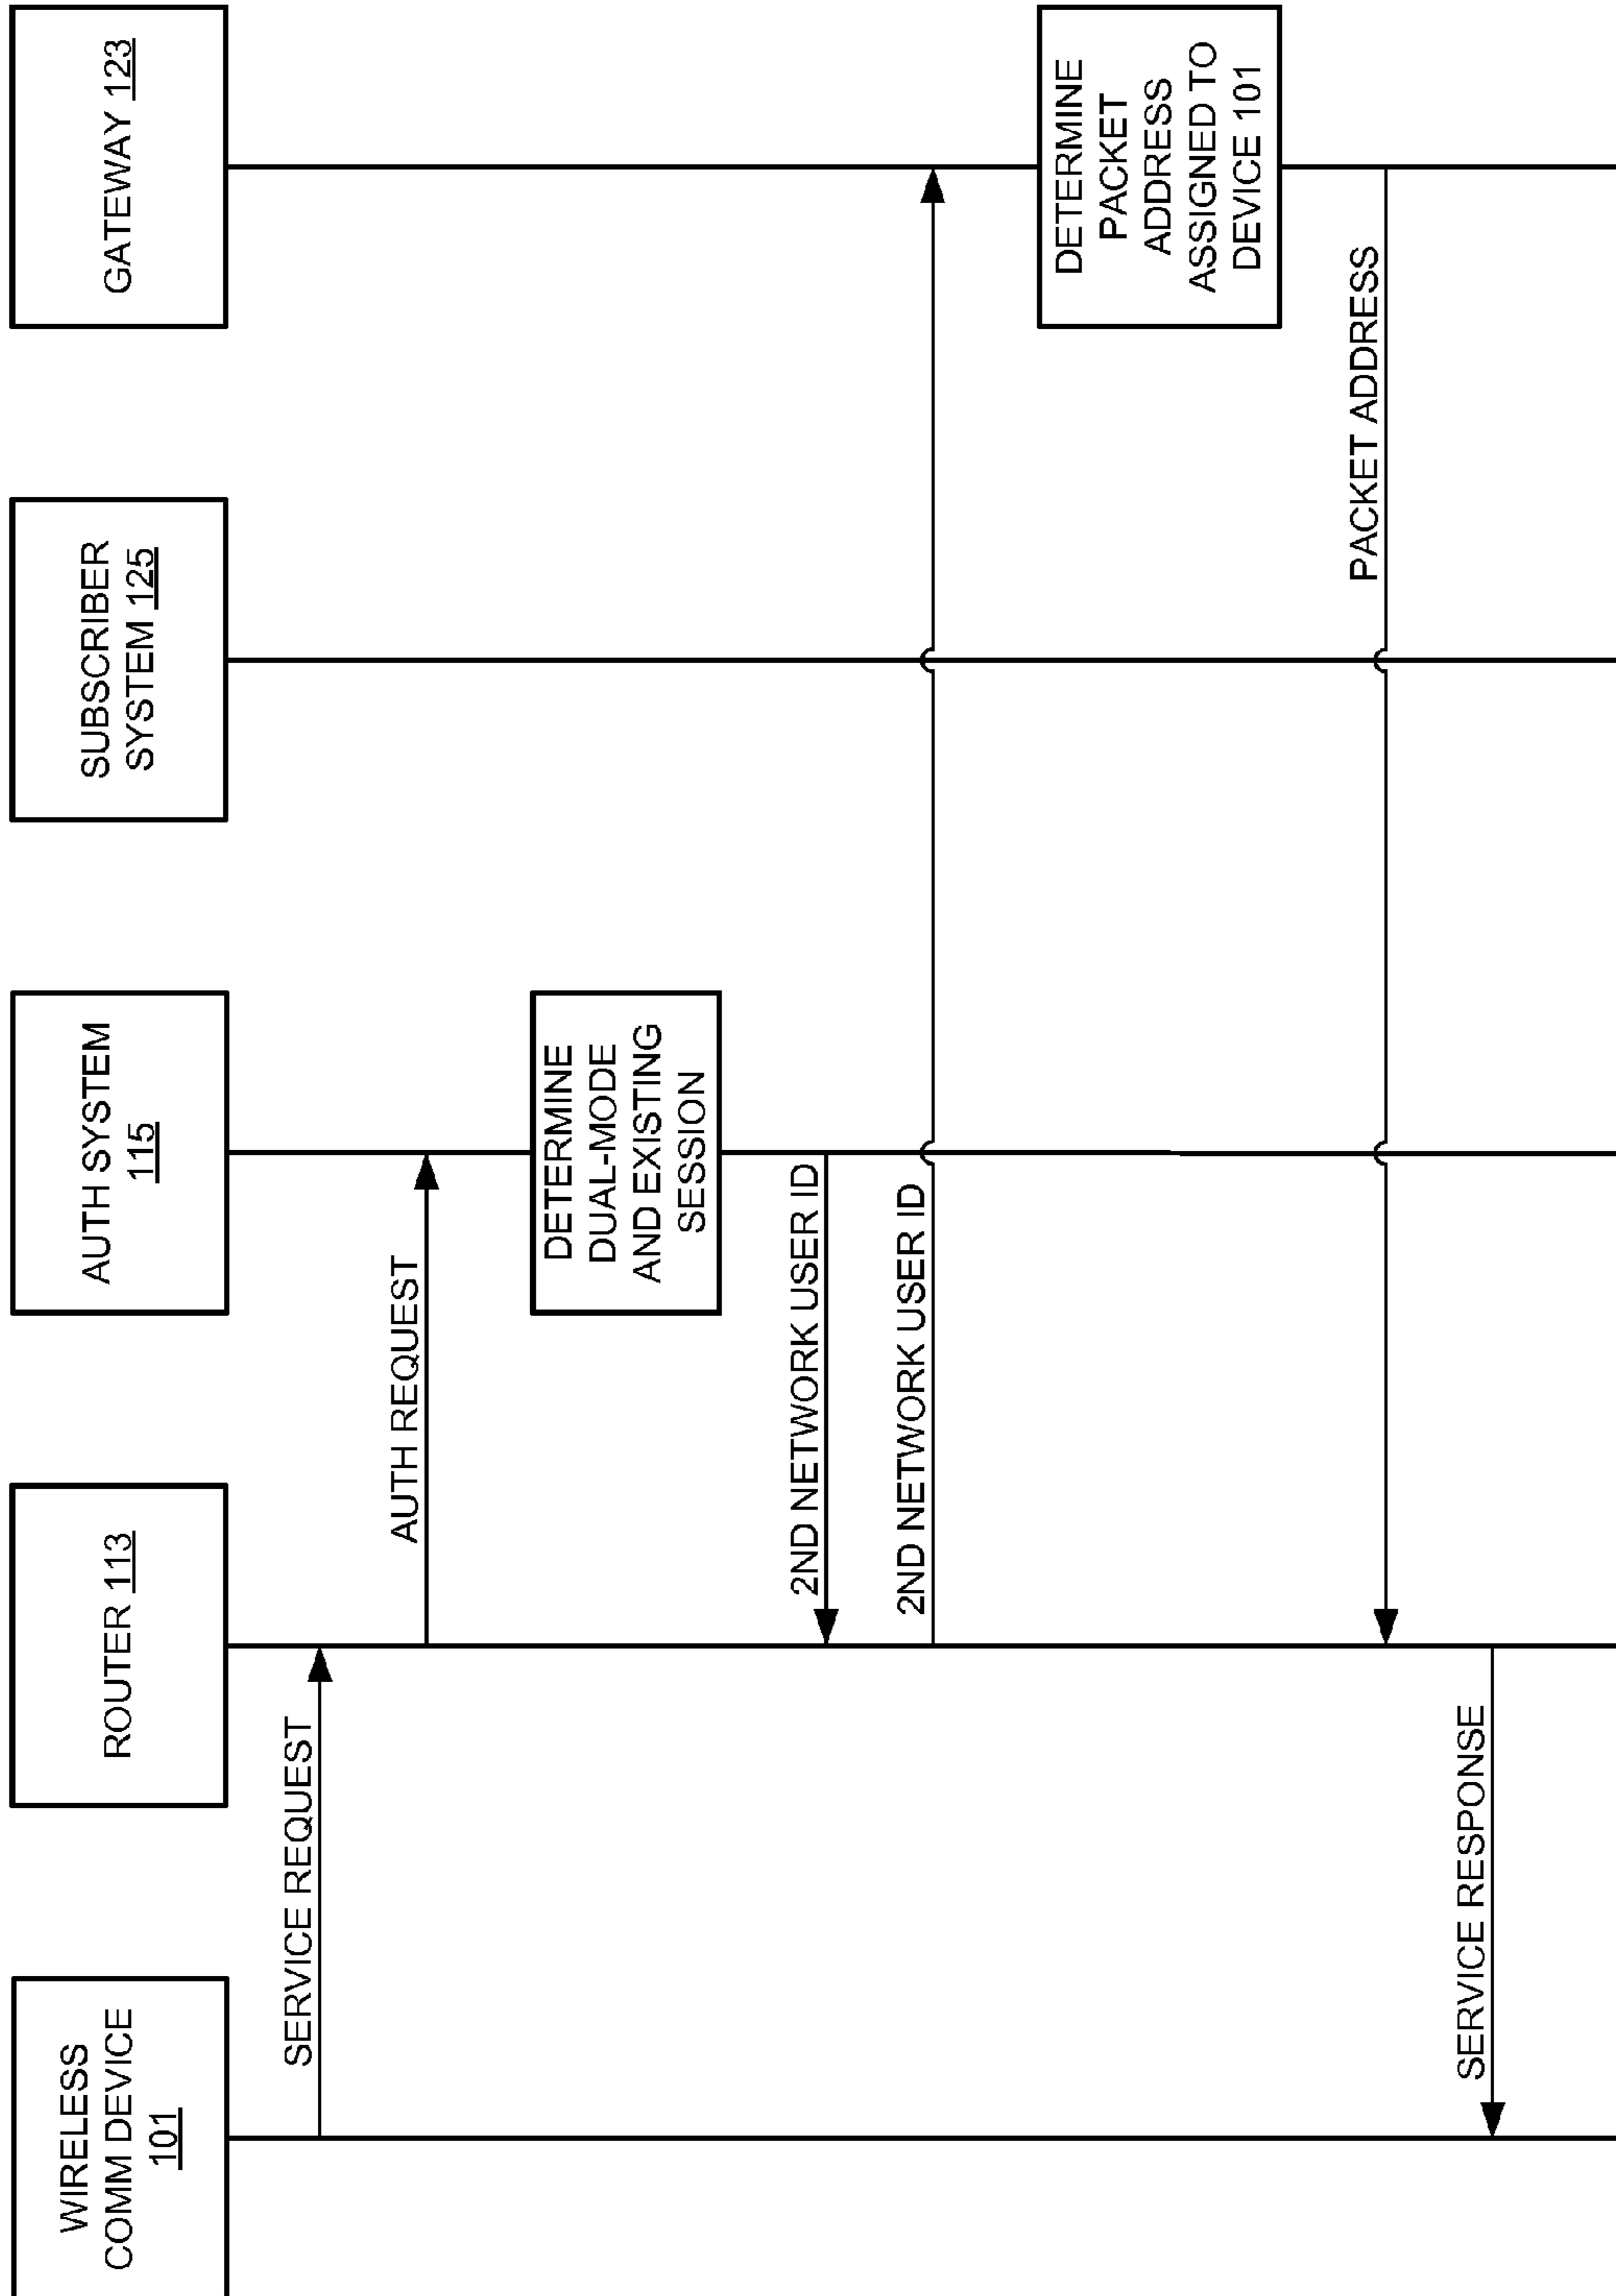 WIRELESS
COMM DEVICE
101
ROUTER 113
AUTH SYSTEM
115
SUBSCRIBER
SYSTEM 125
GATEWAY 123
SERVICE REQUEST
AUTH REQUEST
DETERMINE
DUAL-MODE
AND EXISTING
SESSION
2ND NETWORK USER ID
2ND NETWORK USER ID
DETERMINE
PACKET
ADDRESS
ASSIGNED TO
DEVICE 101
PACKET ADDRESS
SERVICE RESPONSE